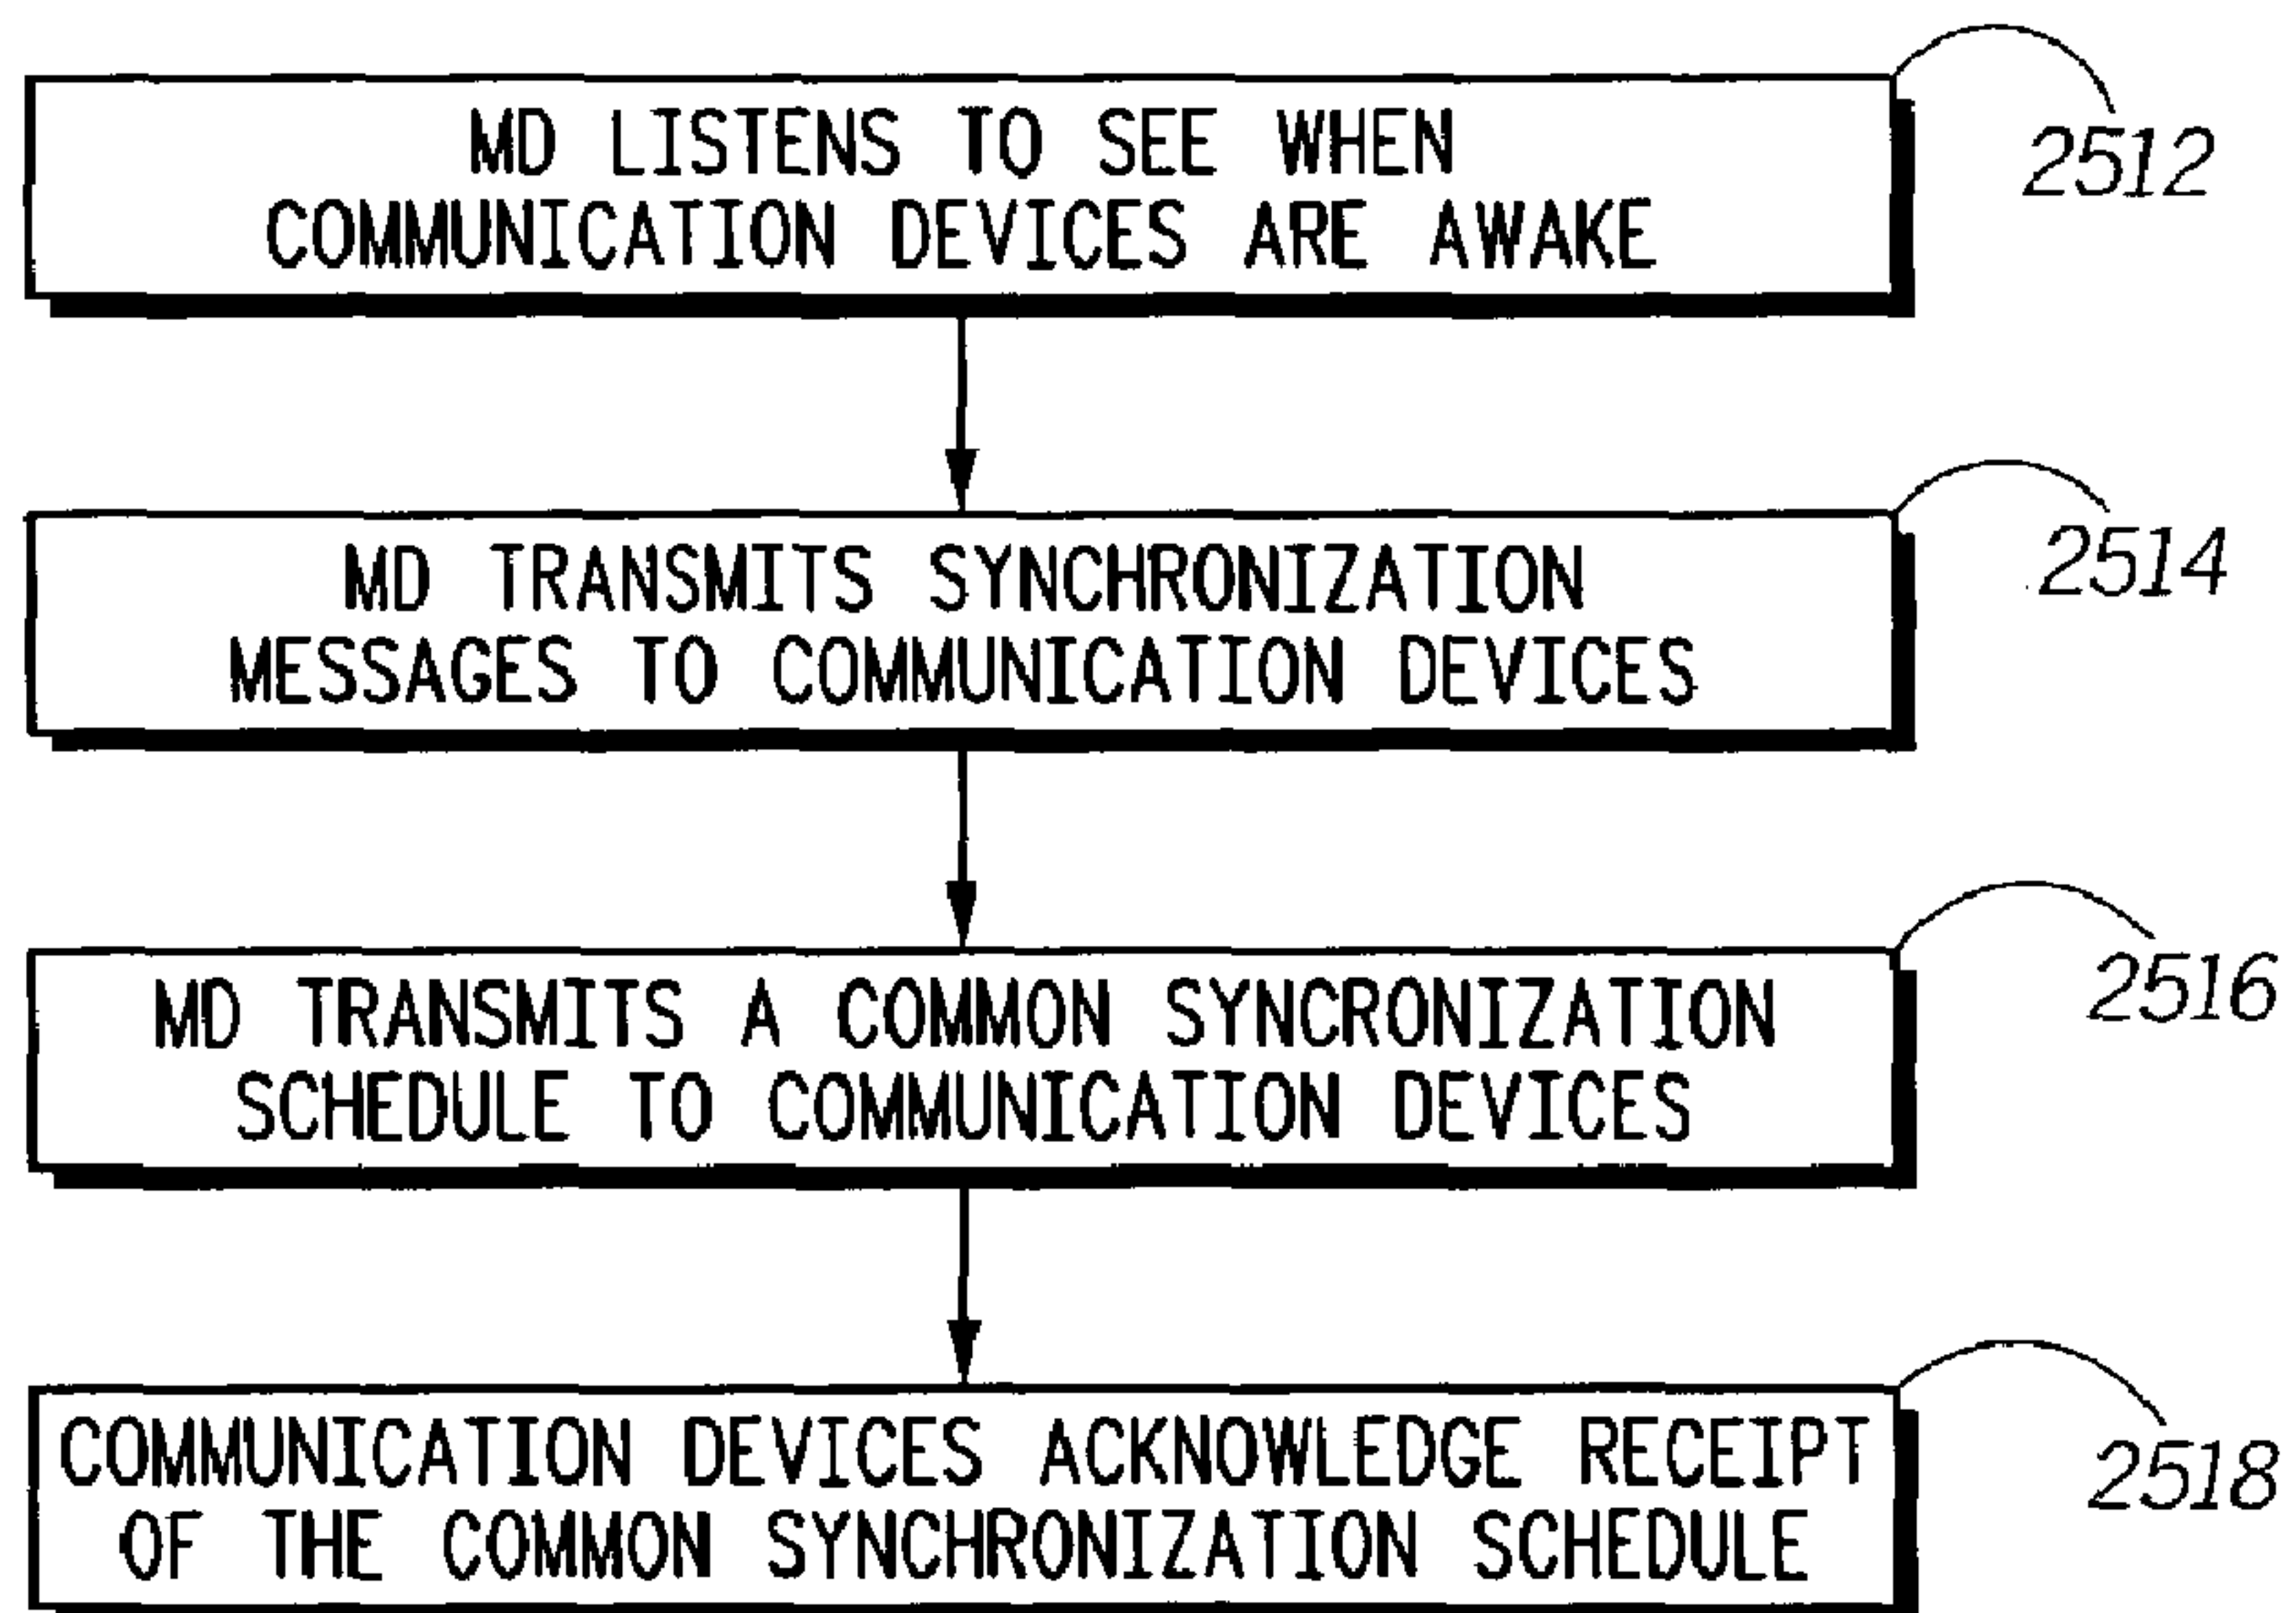 MD LISTENS TO SEE WHEN
COMMUNICATION DEVICES ARE AWAKE
2512
MD TRANSMITS SYNCHRONIZATION
MESSAGES TO COMMUNICATION DEVICES
2514
MD TRANSMITS A COMMON SYNCRONIZATION
SCHEDULE TO COMMUNICATION DEVICES
2516
COMMUNICATION DEVICES ACKNOWLEDGE RECEIPT
OF THE COMMON SYNCHRONIZATION SCHEDULE
2518